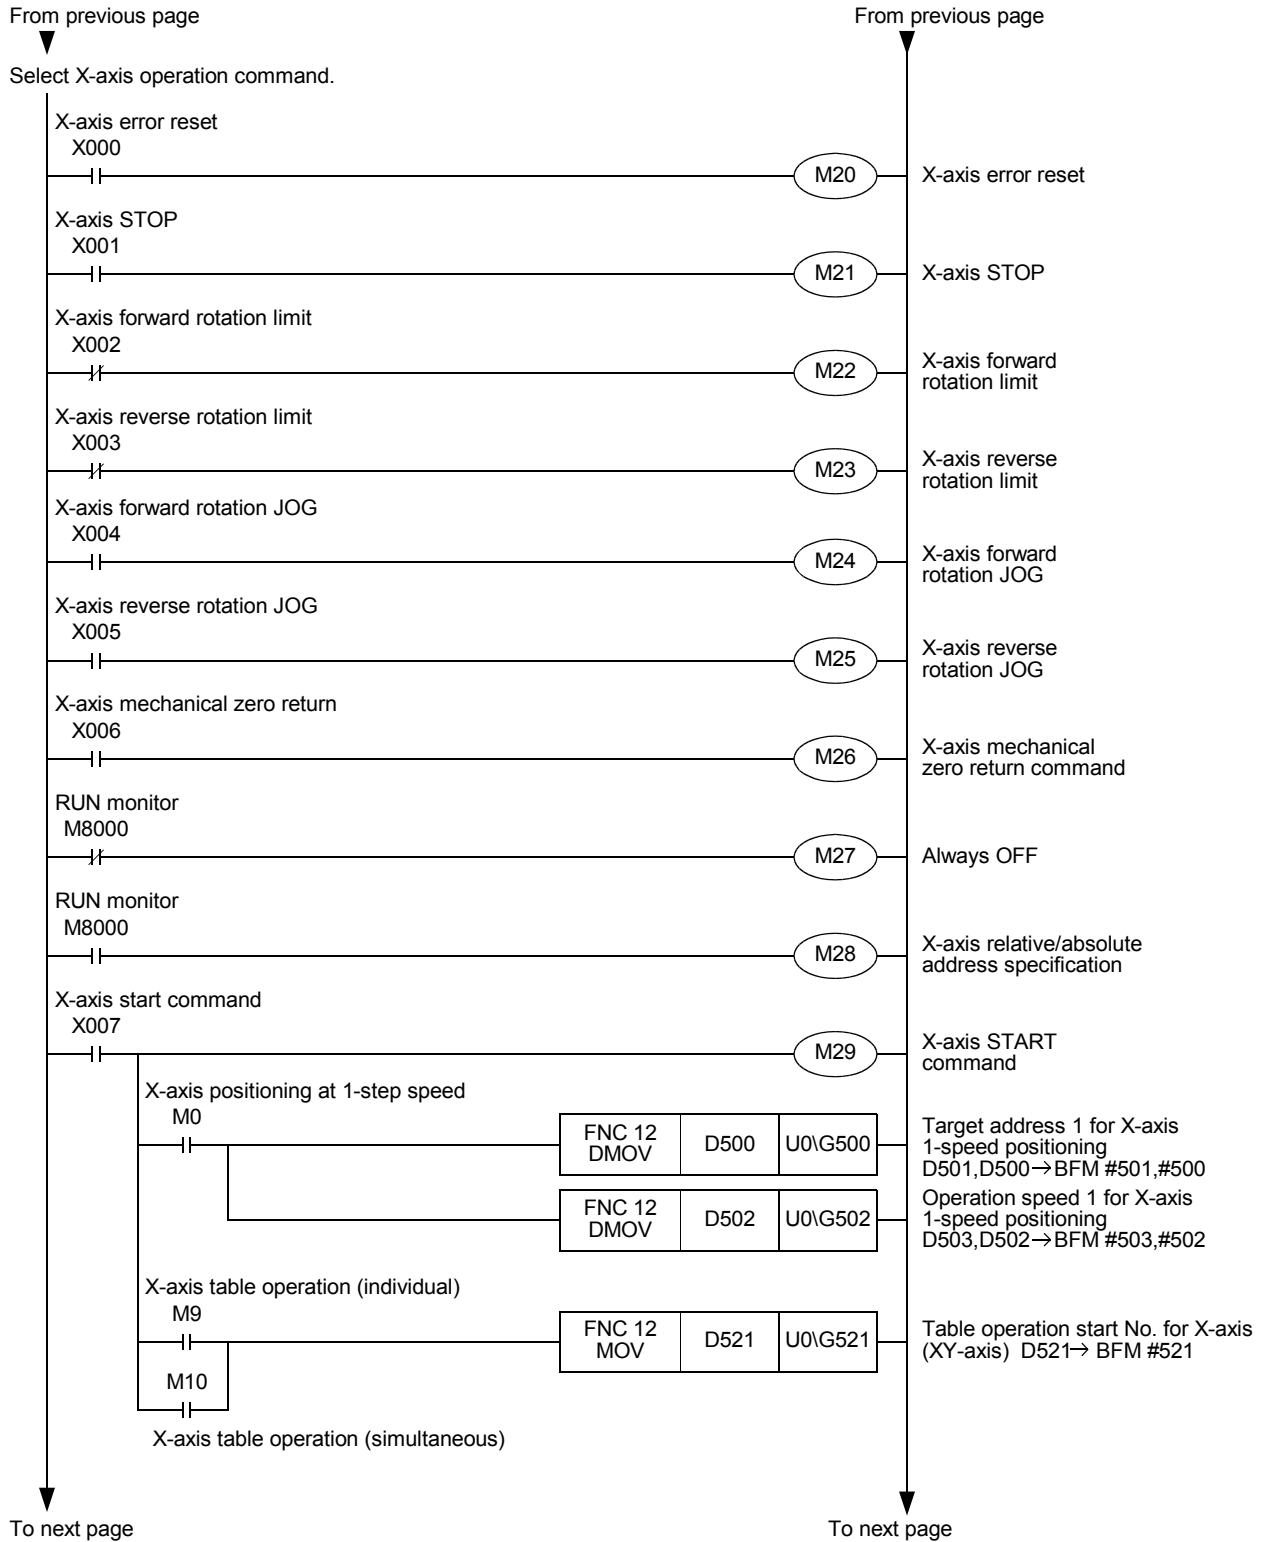 From previous page
From previous page
Select X-axis operation command.
X-axis error reset
X000
M20
X-axis error reset
X-axis STOP
X001
M21
X-axis STOP
X-axis forward rotation limit
X002
M22
X-axis forward
rotation limit
X-axis reverse rotation limit
X003
M23
X-axis reverse
rotation limit
X-axis forward rotation JOG
X004
M24
X-axis forward
rotation JOG
X-axis reverse rotation JOG
X005
M25
X-axis reverse
rotation JOG
X-axis mechanical zero return
X006
M26
X-axis mechanical
zero return command
RUN monitor
M8000
M27
Always OFF
RUN monitor
M8000
M28
X-axis relative/absolute
address specification
X-axis start command
X007
M29
X-axis START
command
X-axis positioning at 1-step speed
M0
FNC 12
DMOV
D500
U0\G500
Target address 1 for X-axis
1-speed positioning
D501,D500→BFM #501,#500
FNC 12
DMOV
D502
U0\G502
Operation speed 1 for X-axis
1-speed positioning
D503,D502→BFM #503,#502
X-axis table operation (individual)
M9
FNC 12
MOV
D521
U0\G521
Table operation start No. for X-axis
(XY-axis) D521→ BFM #521
M10
X-axis table operation (simultaneous)
To next page
To next page